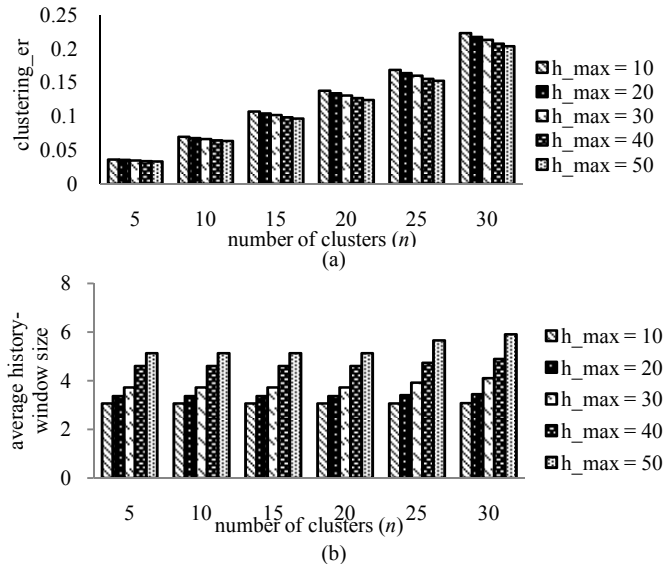 0.25
0.2
0.15
0.1
0.05
0
clustering_er
5 10 15 20 25 30
number of clusters (n)
(a)
h_max = 10
h_max = 20
h_max = 30
h_max = 40
h_max = 50
8
6
4
2
0
average history-
window size
5 10 15 20 25 30
number of clusters (n)
(b)
h_max = 10
h_max = 20
h_max = 30
h_max = 40
h_max = 50